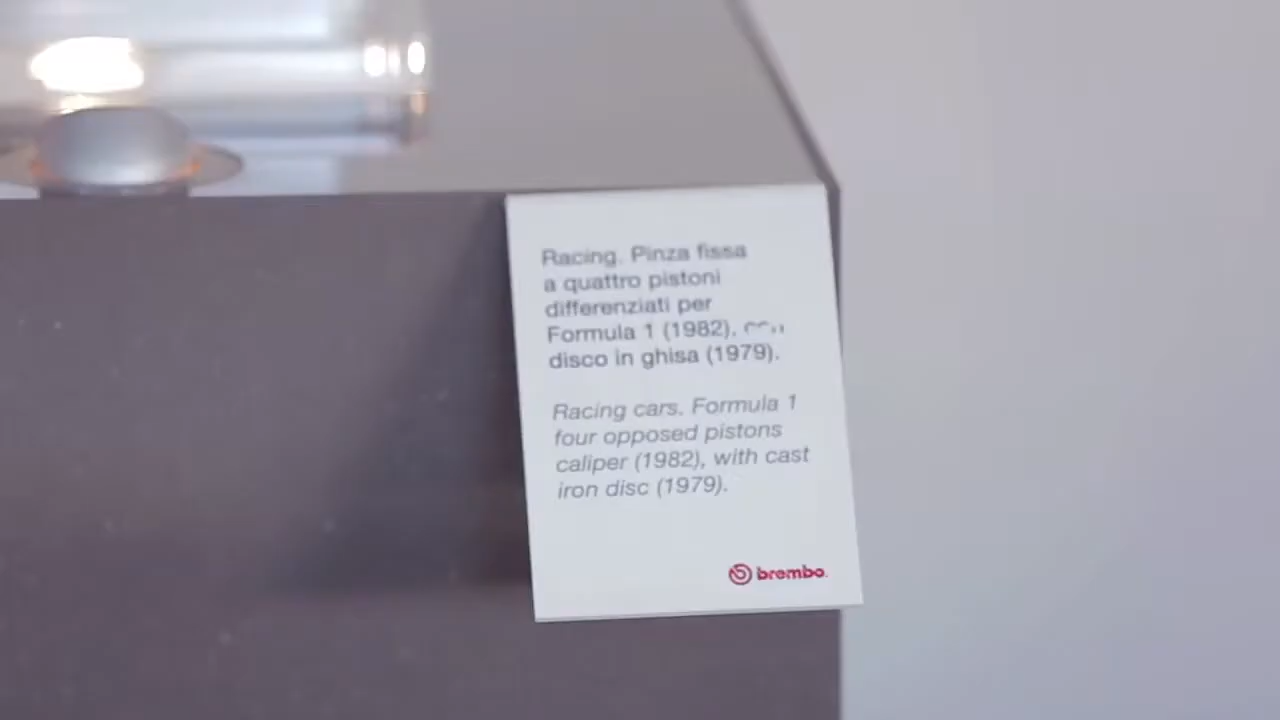 Racing. Pinza fissa
a quattro pistoni
differenziati per
Formula 1 (1982),
disco in ghisa (1979).
Racing cars. Formula 1
four opposed pistons
caliper (1982), with cast
iron disc (1979).
brembo.